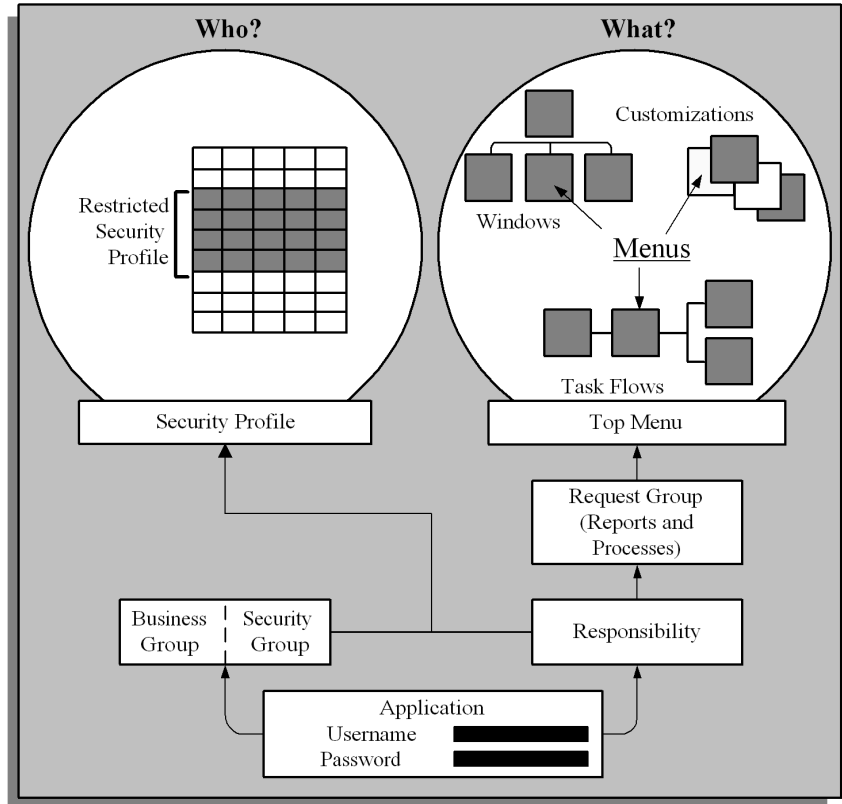 Who?
Restricted
Security
Profile
Security Profile
What?
Customizations
Windows
Menus
Task Flows
Top Menu
Request Group
(Reports and
Processes)
Business
Group
Security
Group
Responsibility
Application
Username
Password